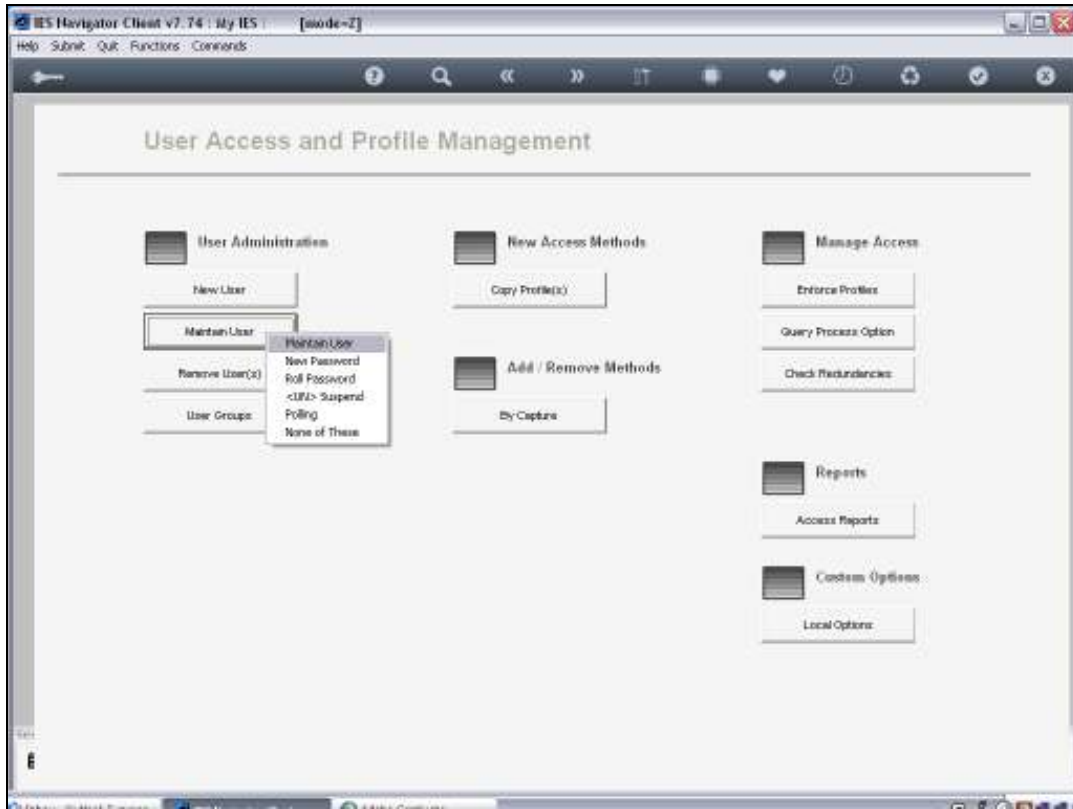 IES Navigator Client v7.74 : My IES : [mode=Z]
Help Submit Quit Functions Commands
User Access and Profile Management
User Administration
New User
Maintain User
Remove User(s)
User Groups
Maintain User
New Password
Roll Password
<UN> Suspend
Polling
None of These
New Access Methods
Copy Profile(s)
Add / Remove Methods
By Capture
Manage Access
Enforce Profiles
Query Process Option
Check Redundancies
Reports
Access Reports
Custom Options
Local Options